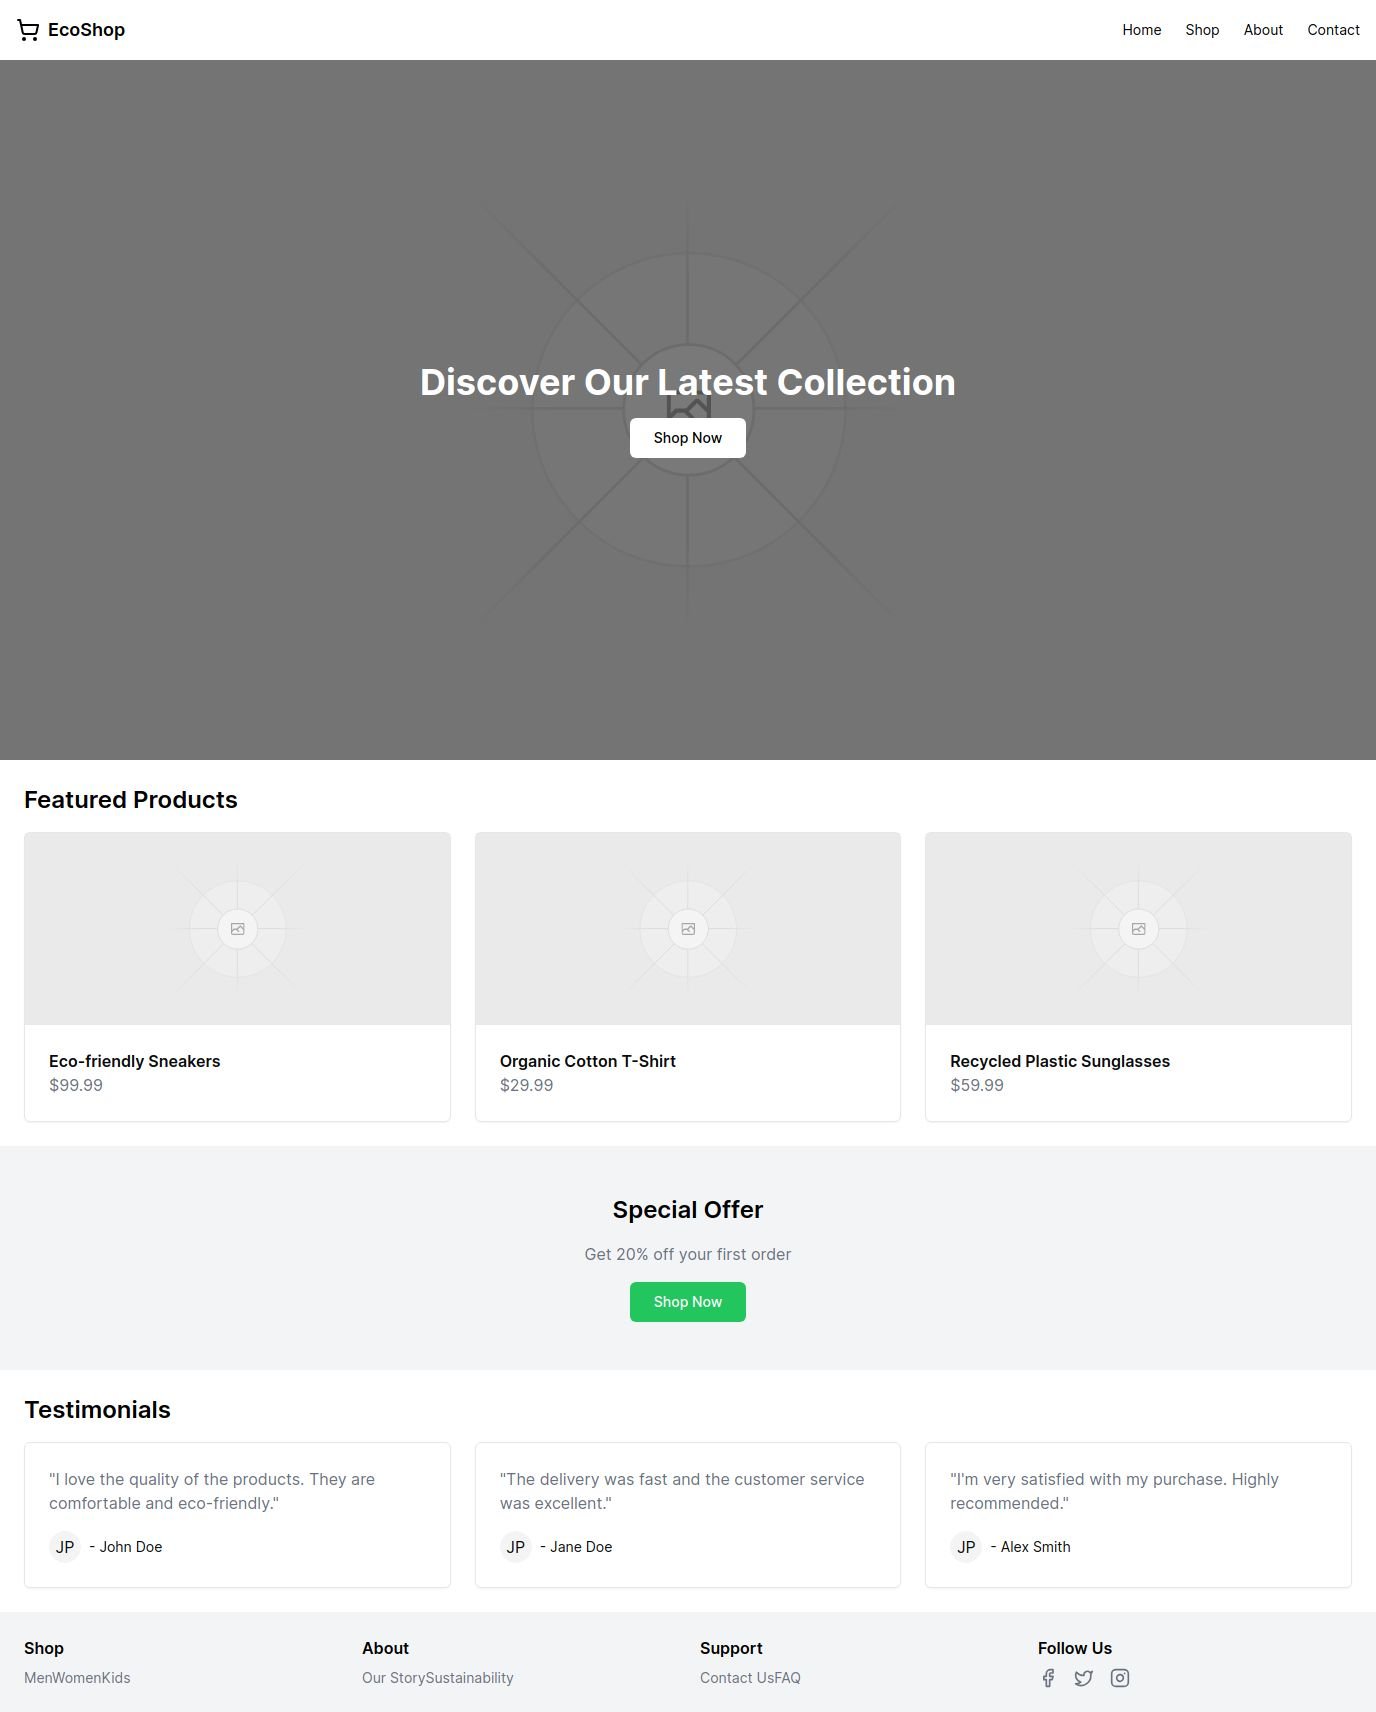 EcoShop
Home Shop About Contact
Discover Our Latest Collection
Shop Now
Featured Products
Eco-friendly Sneakers
$99.99
Organic Cotton T-Shirt
$29.99
Recycled Plastic Sunglasses
$59.99
Special Offer
Get 20% off your first order
Shop Now
Testimonials
"I love the quality of the products. They are
comfortable and eco-friendly."
JP - John Doe
"The delivery was fast and the customer service
was excellent."
JP - Jane Doe
"I'm very satisfied with my purchase. Highly
recommended."
JP - Alex Smith
Shop
MenWomenKids
About
Our StorySustainability
Support
Contact UsFAQ
Follow Us